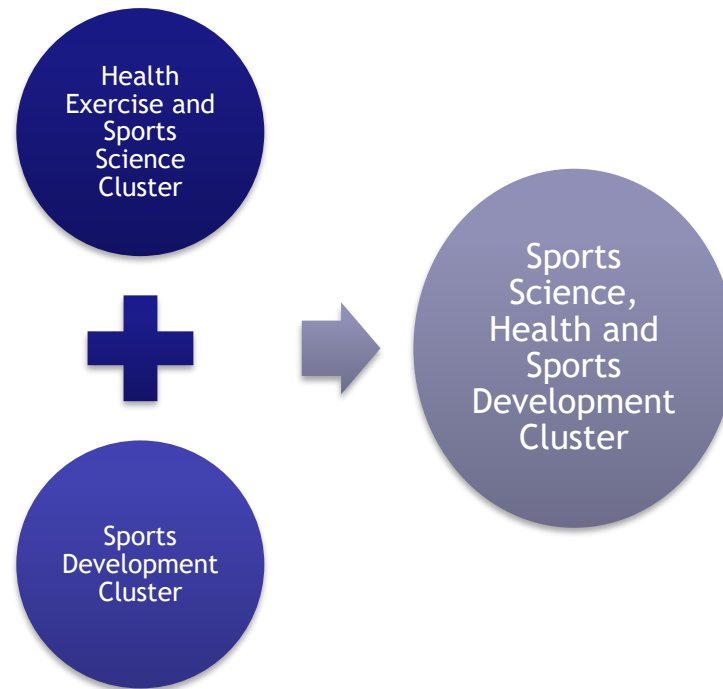 Health
Exercise and
Sports
Science
Cluster
Sports
Development
Cluster
Sports
Science,
Health and
Sports
Development
Cluster